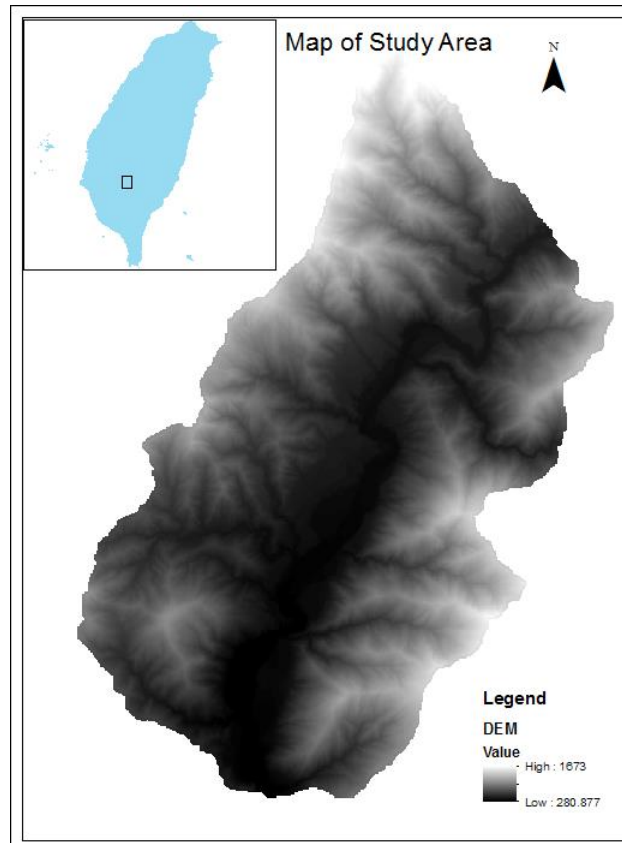 Map of Study Area
N
Legend
DEM
Value
High : 1673
Low : 280.877